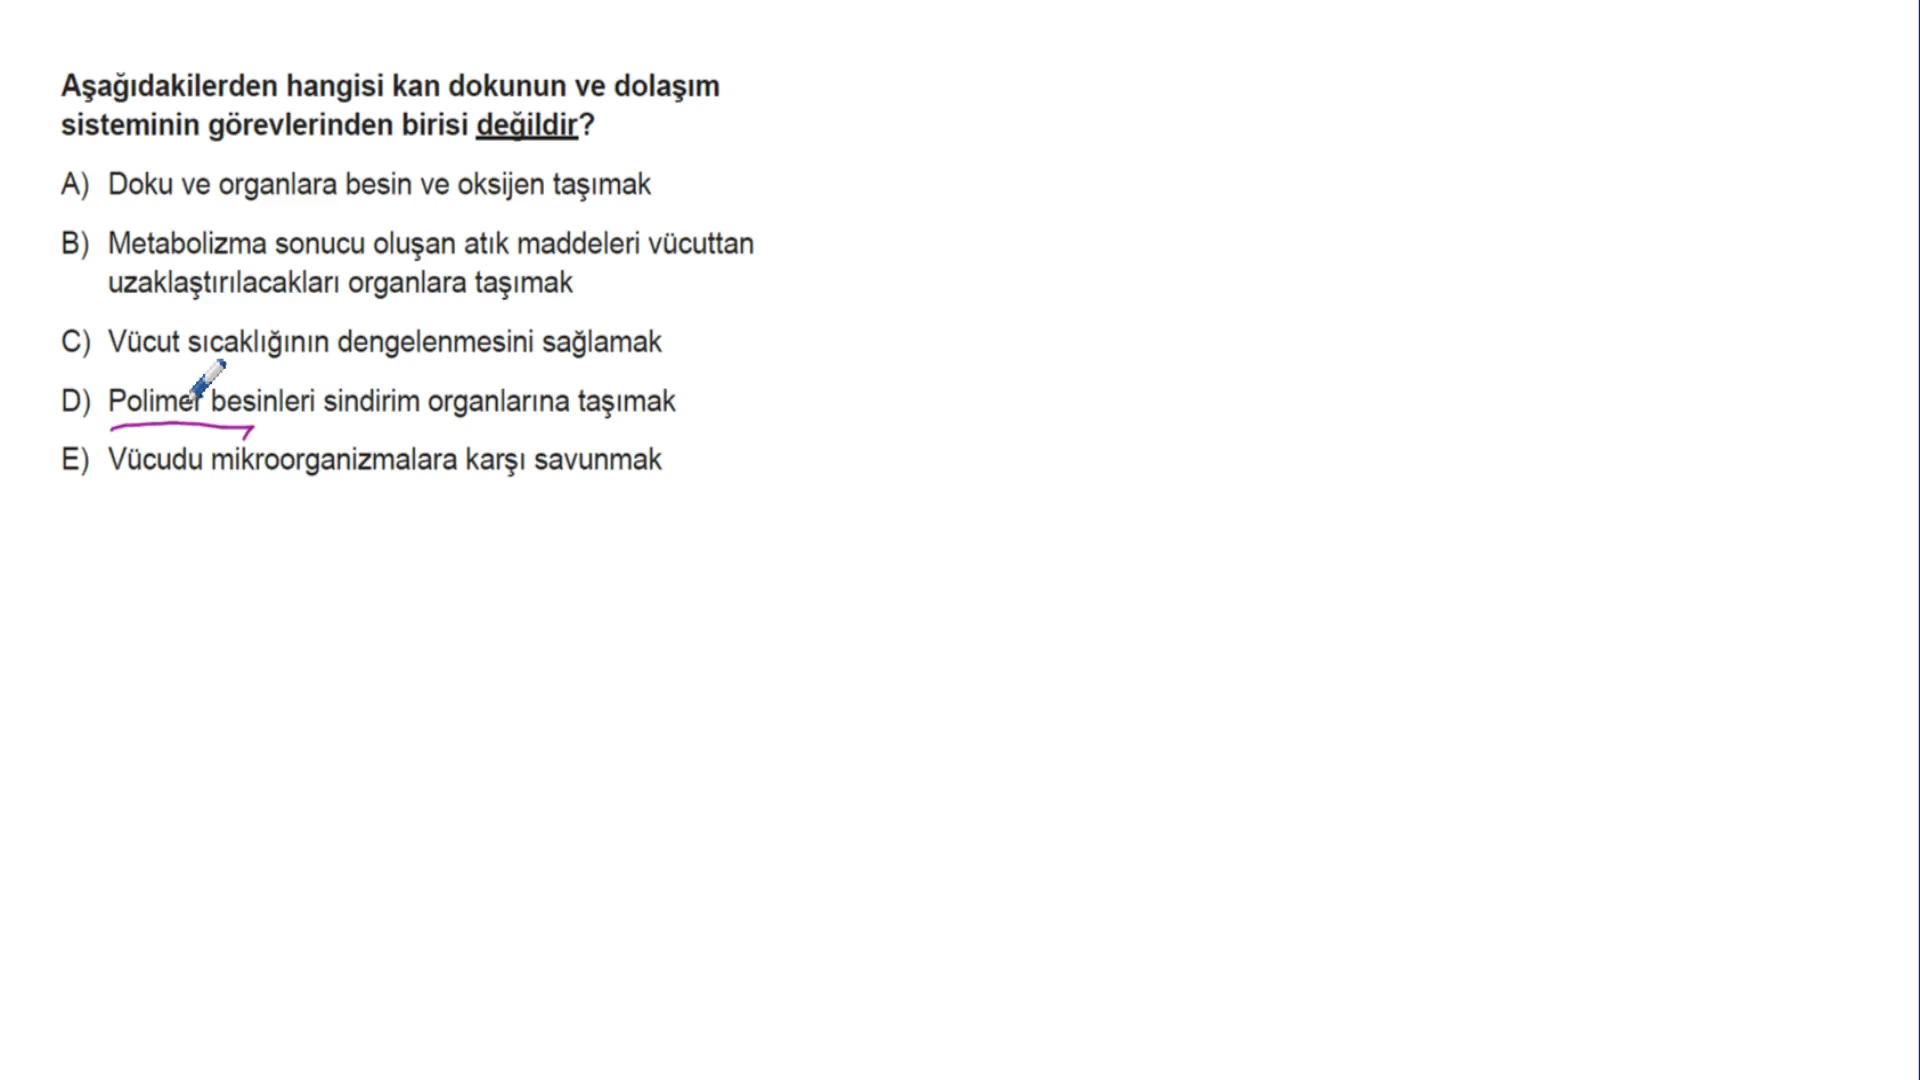 Aşağıdakilerden hangisi kan dokunun ve dolaşım
sisteminin görevlerinden birisi değildir?
A) Doku ve organlara besin ve oksijen taşımak
B) Metabolizma sonucu oluşan atık maddeleri vücuttan
uzaklaştırılacakları organlara taşımak
C) Vücut sıcaklığının dengelenmesini sağlamak
D) Polimer besinleri sindirim organlarına taşımak
E) Vücudu mikroorganizmalara karşı savunmak